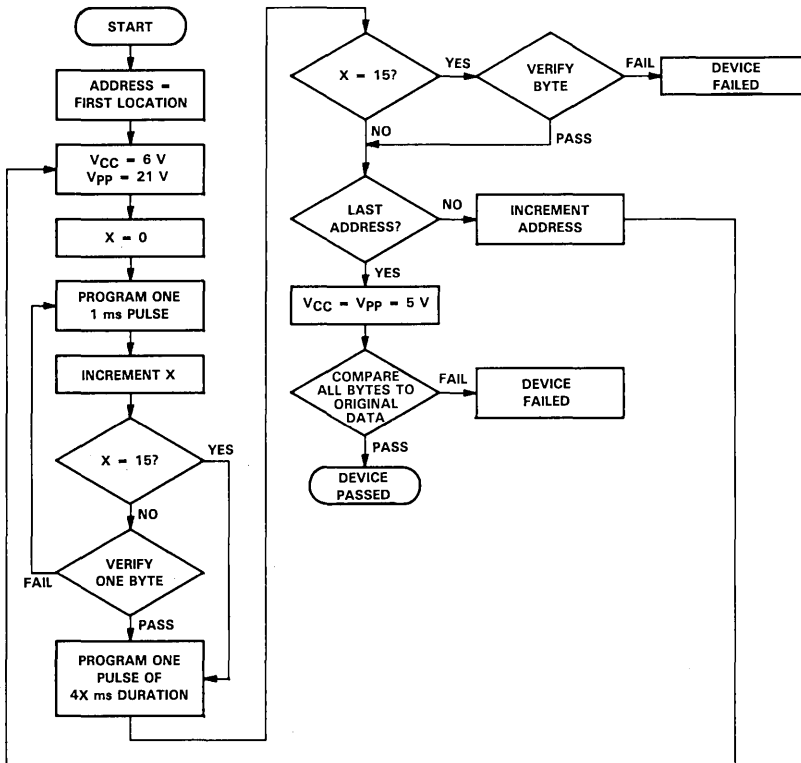 START
ADDRESS =
FIRST LOCATION
VCC = 6 V
VPP = 21 V
X = 0
PROGRAM ONE
1 ms PULSE
INCREMENT X
X = 15?
YES
NO
VERIFY
ONE BYTE
FAIL
PASS
PROGRAM ONE
PULSE OF
4X ms DURATION
X = 15?
YES
NO
VERIFY
BYTE
FAIL
PASS
DEVICE
FAILED
LAST
ADDRESS?
NO
YES
INCREMENT
ADDRESS
VCC = VPP = 5 V
COMPARE
ALL BYTES TO
ORIGINAL
DATA
FAIL
DEVICE
FAILED
PASS
DEVICE
PASSED